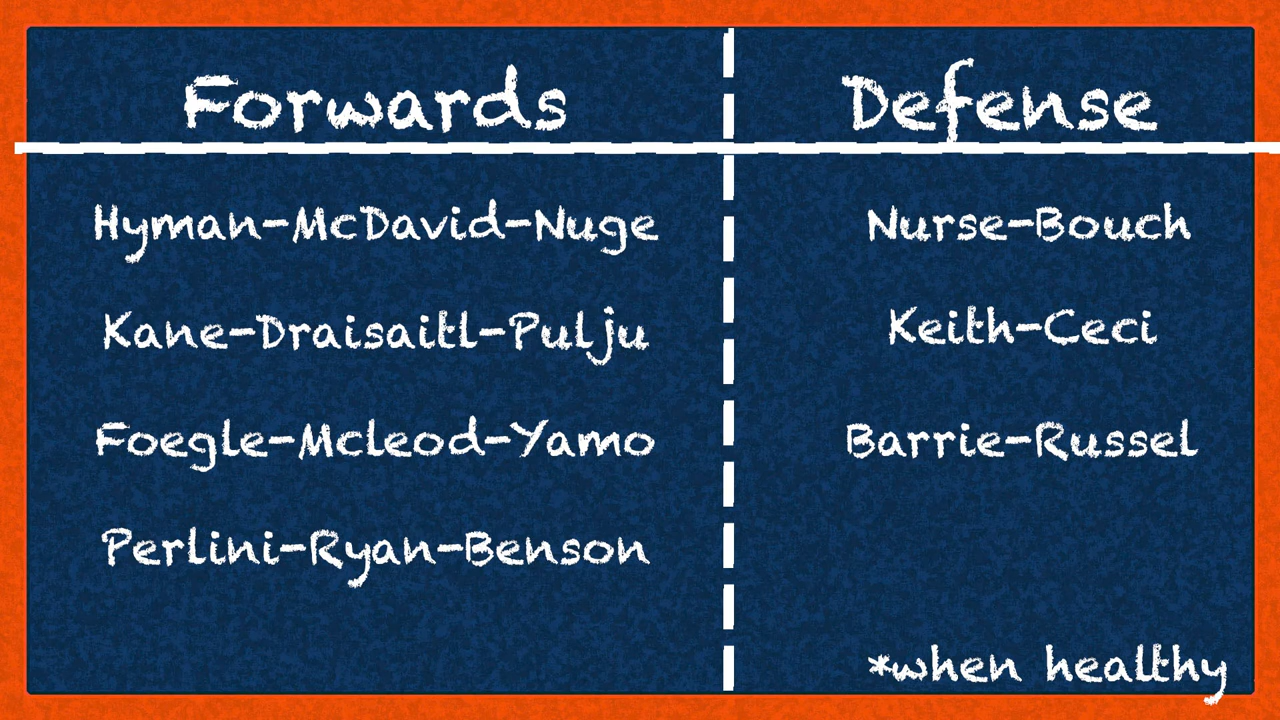 Forwards
Hyman-McDavid-Nuge
Kane-Draisaitl-Pulju
Foegle-Mcleod-Yamo
Perlini-Ryan-Benson
Defense
Nurse-Bouch
Keith-Ceci
Barrie-Russel
*when healthy